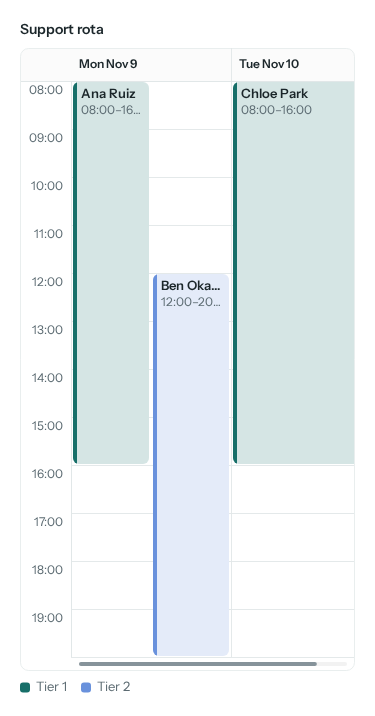 Support rota
Mon Nov 9
Tue Nov 10
08:00
Ana Ruiz
08:00–16...
Chloe Park
08:00–16:00
09:00
10:00
11:00
12:00
Ben Oka...
12:00–20...
13:00
14:00
15:00
16:00
17:00
18:00
19:00
Tier 1
Tier 2